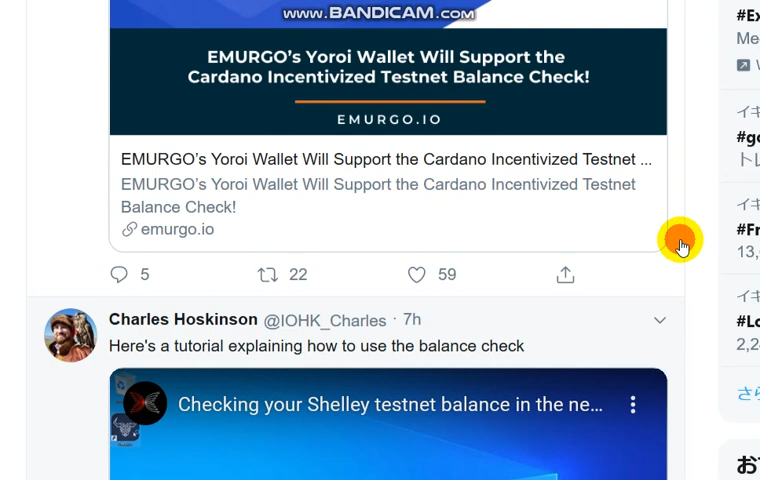 www.BANDICAM.com
EMURGO's Yoroi Wallet Will Support the
Cardano Incentivized Testnet Balance Check!
EMURGO.IO
EMURGO's Yoroi Wallet Will Support the Cardano Incentivized Testnet ...
EMURGO's Yoroi Wallet Will Support the Cardano Incentivized Testnet
Balance Check!
emurgo.io
5 22 59
Charles Hoskinson @IOHK_Charles · 7h
Here's a tutorial explaining how to use the balance check
Checking your Shelley testnet balance in the ne...
#Ex
Me
イキ
#go
トレ
イキ
#Fr
13,
イキ
#Lo
2,2
さら
お